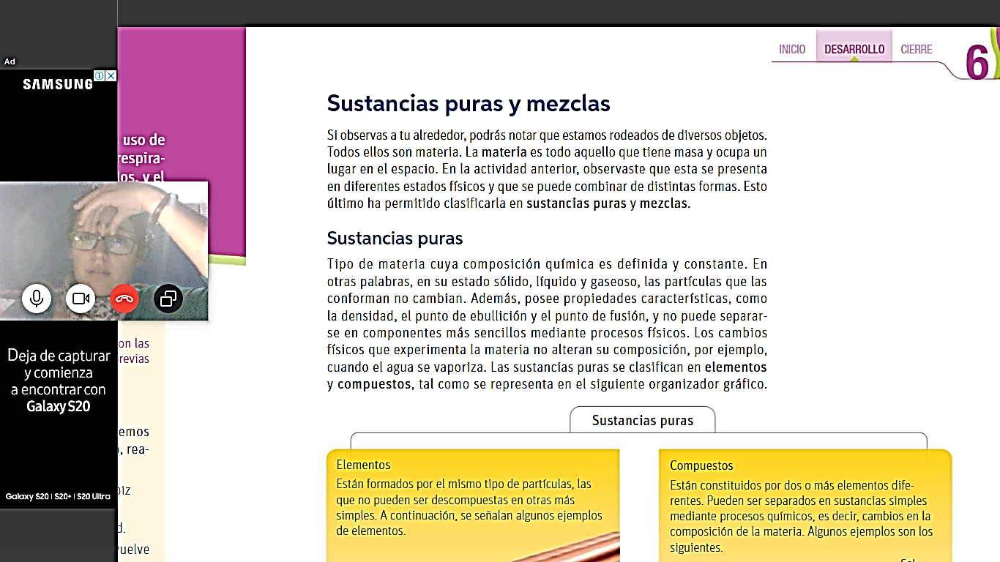 Ad
SAMSUNG
Deja de capturar
y comienza
a encontrar con
Galaxy S20
Galaxy S20 | S20+ | S20 Ultra
uso de
respira-
los, y el
on las
previas
emos
, rea-
iz
d.
vuelve
INICIO DESARROLLO CIERRE 6
Sustancias puras y mezclas
Si observas a tu alrededor, podrás notar que estamos rodeados de diversos objetos.
Todos ellos son materia. La materia es todo aquello que tiene masa y ocupa un
lugar en el espacio. En la actividad anterior, observaste que esta se presenta
en diferentes estados físicos y que se puede combinar de distintas formas. Esto
último ha permitido clasificarla en sustancias puras y mezclas.
Sustancias puras
Tipo de materia cuya composición química es definida y constante. En
otras palabras, en su estado sólido, líquido y gaseoso, las partículas que las
conforman no cambian. Además, posee propiedades características, como
la densidad, el punto de ebullición y el punto de fusión, y no puede separar-
se en componentes más sencillos mediante procesos físicos. Los cambios
físicos que experimenta la materia no alteran su composición, por ejemplo,
cuando el agua se vaporiza. Las sustancias puras se clasifican en elementos
y compuestos, tal como se representa en el siguiente organizador gráfico.
Sustancias puras
Elementos
Están formados por el mismo tipo de partículas, las
que no pueden ser descompuestas en otras más
simples. A continuación, se señalan algunos ejemplos
de elementos.
Compuestos
Están constituidos por dos o más elementos dife-
rentes. Pueden ser separados en sustancias simples
mediante procesos químicos, es decir, cambios en la
composición de la materia. Algunos ejemplos son los
siguientes.